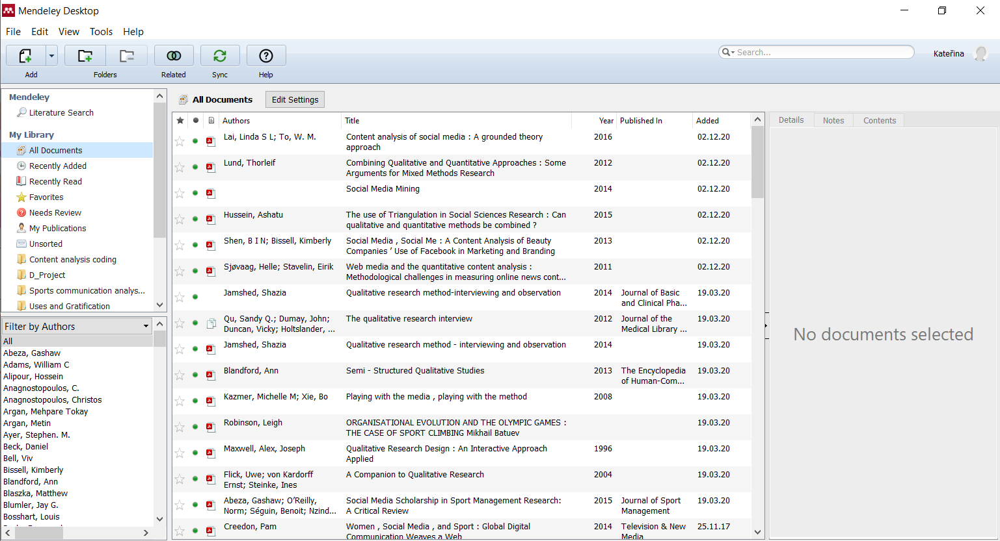 Mendeley Desktop
File Edit View Tools Help
Search...
Kateřina
Add Folders Related Sync Help
Mendeley
Literature Search
My Library
All Documents
Recently Added
Recently Read
Favorites
Needs Review
My Publications
Unsorted
Content analysis coding
D_Project
Sports communication analys...
Uses and Gratification
Filter by Authors
All
Abeza, Gashaw
Adams, William C
Alipour, Hossein
Anagnostopoulos, C.
Anagnostopoulos, Christos
Argan, Mehpare Tokay
Argan, Metin
Ayer, Stephen. M.
Beck, Daniel
Bell, Viv
Bissell, Kimberly
Blandford, Ann
Blaszka, Matthew
Blumler, Jay G.
Bosshart, Louis
All Documents Edit Settings
Authors Title Year Published In Added
Lai, Linda S L; To, W. M. Content analysis of social media : A grounded theory 2016 02.12.20
approach
Lund, Thorleif Combining Qualitative and Quantitative Approaches : Some 2012 02.12.20
Arguments for Mixed Methods Research
Social Media Mining 2014 02.12.20
Hussein, Ashatu The use of Triangulation in Social Sciences Research : Can 2015 02.12.20
qualitative and quantitative methods be combined ?
Shen, B I N; Bissell, Kimberly Social Media , Social Me : A Content Analysis of Beauty 2013 02.12.20
Companies ’ Use of Facebook in Marketing and Branding
Sjøvaag, Helle; Stavelin, Eirik Web media and the quantitative content analysis : 2011 02.12.20
Methodological challenges in measuring online news cont...
Jamshed, Shazia Qualitative research method-interviewing and observation 2014 Journal of Basic 19.03.20
and Clinical Pha...
Qu, Sandy Q.; Dumay, John; The qualitative research interview 2012 Journal of the 19.03.20
Duncan, Vicky; Holtslander, ... Medical Library ...
Jamshed, Shazia Qualitative research method - interviewing and observation 2014 19.03.20
Blandford, Ann Semi - Structured Qualitative Studies 2013 The Encyclopedia 19.03.20
of Human-Com...
Kazmer, Michelle M; Xie, Bo Playing with the media , playing with the method 2008 19.03.20
Robinson, Leigh ORGANISATIONAL EVOLUTION AND THE OLYMPIC GAMES : 19.03.20
THE CASE OF SPORT CLIMBING Mikhail Batuev
Maxwell, Alex, Joseph Qualitative Research Design : An Interactive Approach 1996 19.03.20
Applied
Flick, Uwe; von Kardorff A Companion to Qualitative Research 2004 19.03.20
Ernst; Steinke, Ines
Abeza, Gashaw; O’Reilly, Social Media Scholarship in Sport Management Research: 2015 Journal of Sport 19.03.20
Norm; Séguin, Benoit; Nzind... A Critical Review Management
Creedon, Pam Women , Social Media , and Sport : Global Digital 2014 Television & New 25.11.17
Communication Weaves a Web Media
Details Notes Contents
No documents selected